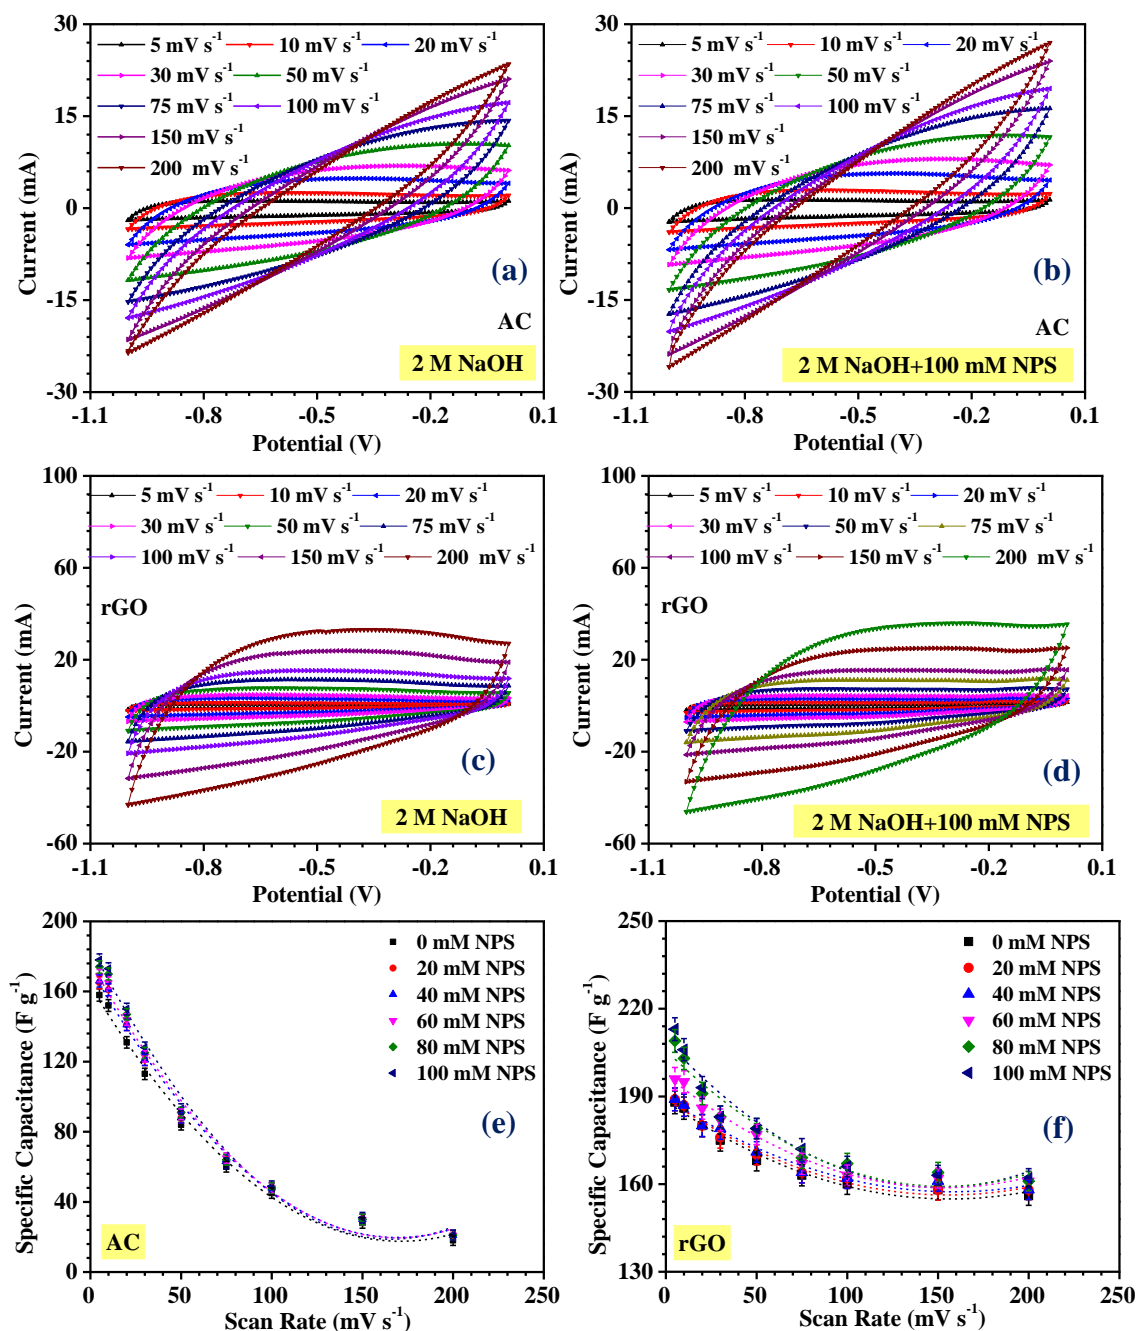 30
15
0
-15
-30
Current (mA)
5 mV s⁻¹ 10 mV s⁻¹ 20 mV s⁻¹
30 mV s⁻¹ 50 mV s⁻¹
75 mV s⁻¹ 100 mV s⁻¹
150 mV s⁻¹
200 mV s⁻¹
(a)
AC
2 M NaOH
-1.1 -0.8 -0.5 -0.2 0.1
Potential (V)
30
15
0
-15
-30
Current (mA)
5 mV s⁻¹ 10 mV s⁻¹ 20 mV s⁻¹
30 mV s⁻¹ 50 mV s⁻¹
75 mV s⁻¹ 100 mV s⁻¹
150 mV s⁻¹
200 mV s⁻¹
(b)
AC
2 M NaOH+100 mM NPS
-1.1 -0.8 -0.5 -0.2 0.1
Potential (V)
100
60
20
-20
-60
Current (mA)
5 mV s⁻¹ 10 mV s⁻¹ 20 mV s⁻¹
30 mV s⁻¹ 50 mV s⁻¹ 75 mV s⁻¹
100 mV s⁻¹ 150 mV s⁻¹ 200 mV s⁻¹
rGO
(c)
2 M NaOH
-1.1 -0.8 -0.5 -0.2 0.1
Potential (V)
100
60
20
-20
-60
Current (mA)
5 mV s⁻¹ 10 mV s⁻¹ 20 mV s⁻¹
30 mV s⁻¹ 50 mV s⁻¹ 75 mV s⁻¹
100 mV s⁻¹ 150 mV s⁻¹ 200 mV s⁻¹
rGO
(d)
2 M NaOH+100 mM NPS
-1.1 -0.8 -0.5 -0.2 0.1
Potential (V)
200
160
120
80
40
0
Specific Capacitance (F g⁻¹)
0 mM NPS
20 mM NPS
40 mM NPS
60 mM NPS
80 mM NPS
100 mM NPS
(e)
AC
0 50 100 150 200 250
Scan Rate (mV s⁻¹)
250
220
190
160
130
Specific Capacitance (F g⁻¹)
0 mM NPS
20 mM NPS
40 mM NPS
60 mM NPS
80 mM NPS
100 mM NPS
(f)
rGO
0 50 100 150 200 250
Scan Rate (mV s⁻¹)